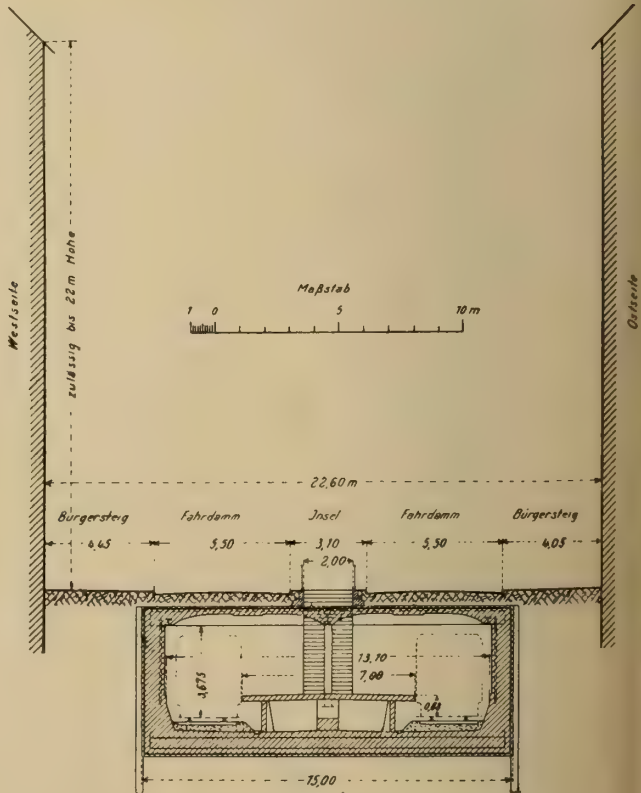 Maßstab
1 0 5 10 m
Westseite
zulässig bis 22 m Höhe
Ostseite
22,60 m
Bürgersteig Fahrdamm Insel Fahrdamm Bürgersteig
4,45 5,50 3,10 5,50 4,05
2,00
13,10
7,00
3,675
15,00